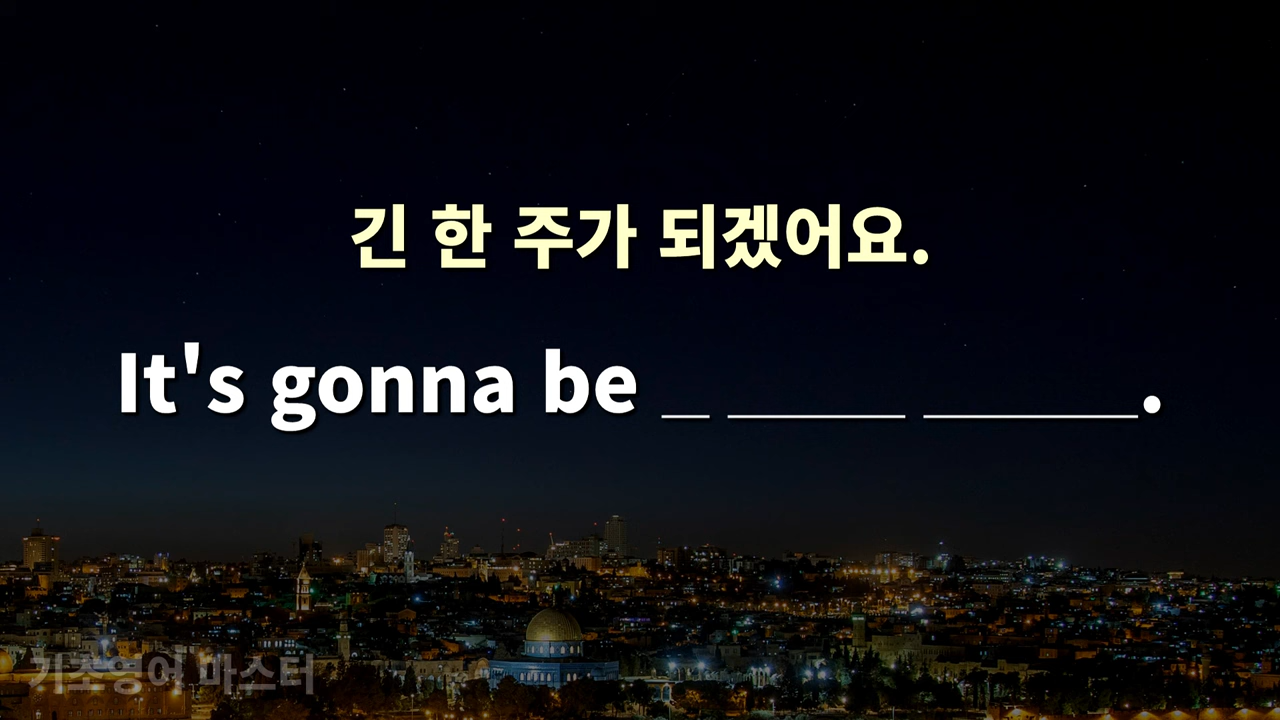 긴 한 주가 되겠어요.
It's gonna be _ ____ _____.
기초영어 마스터